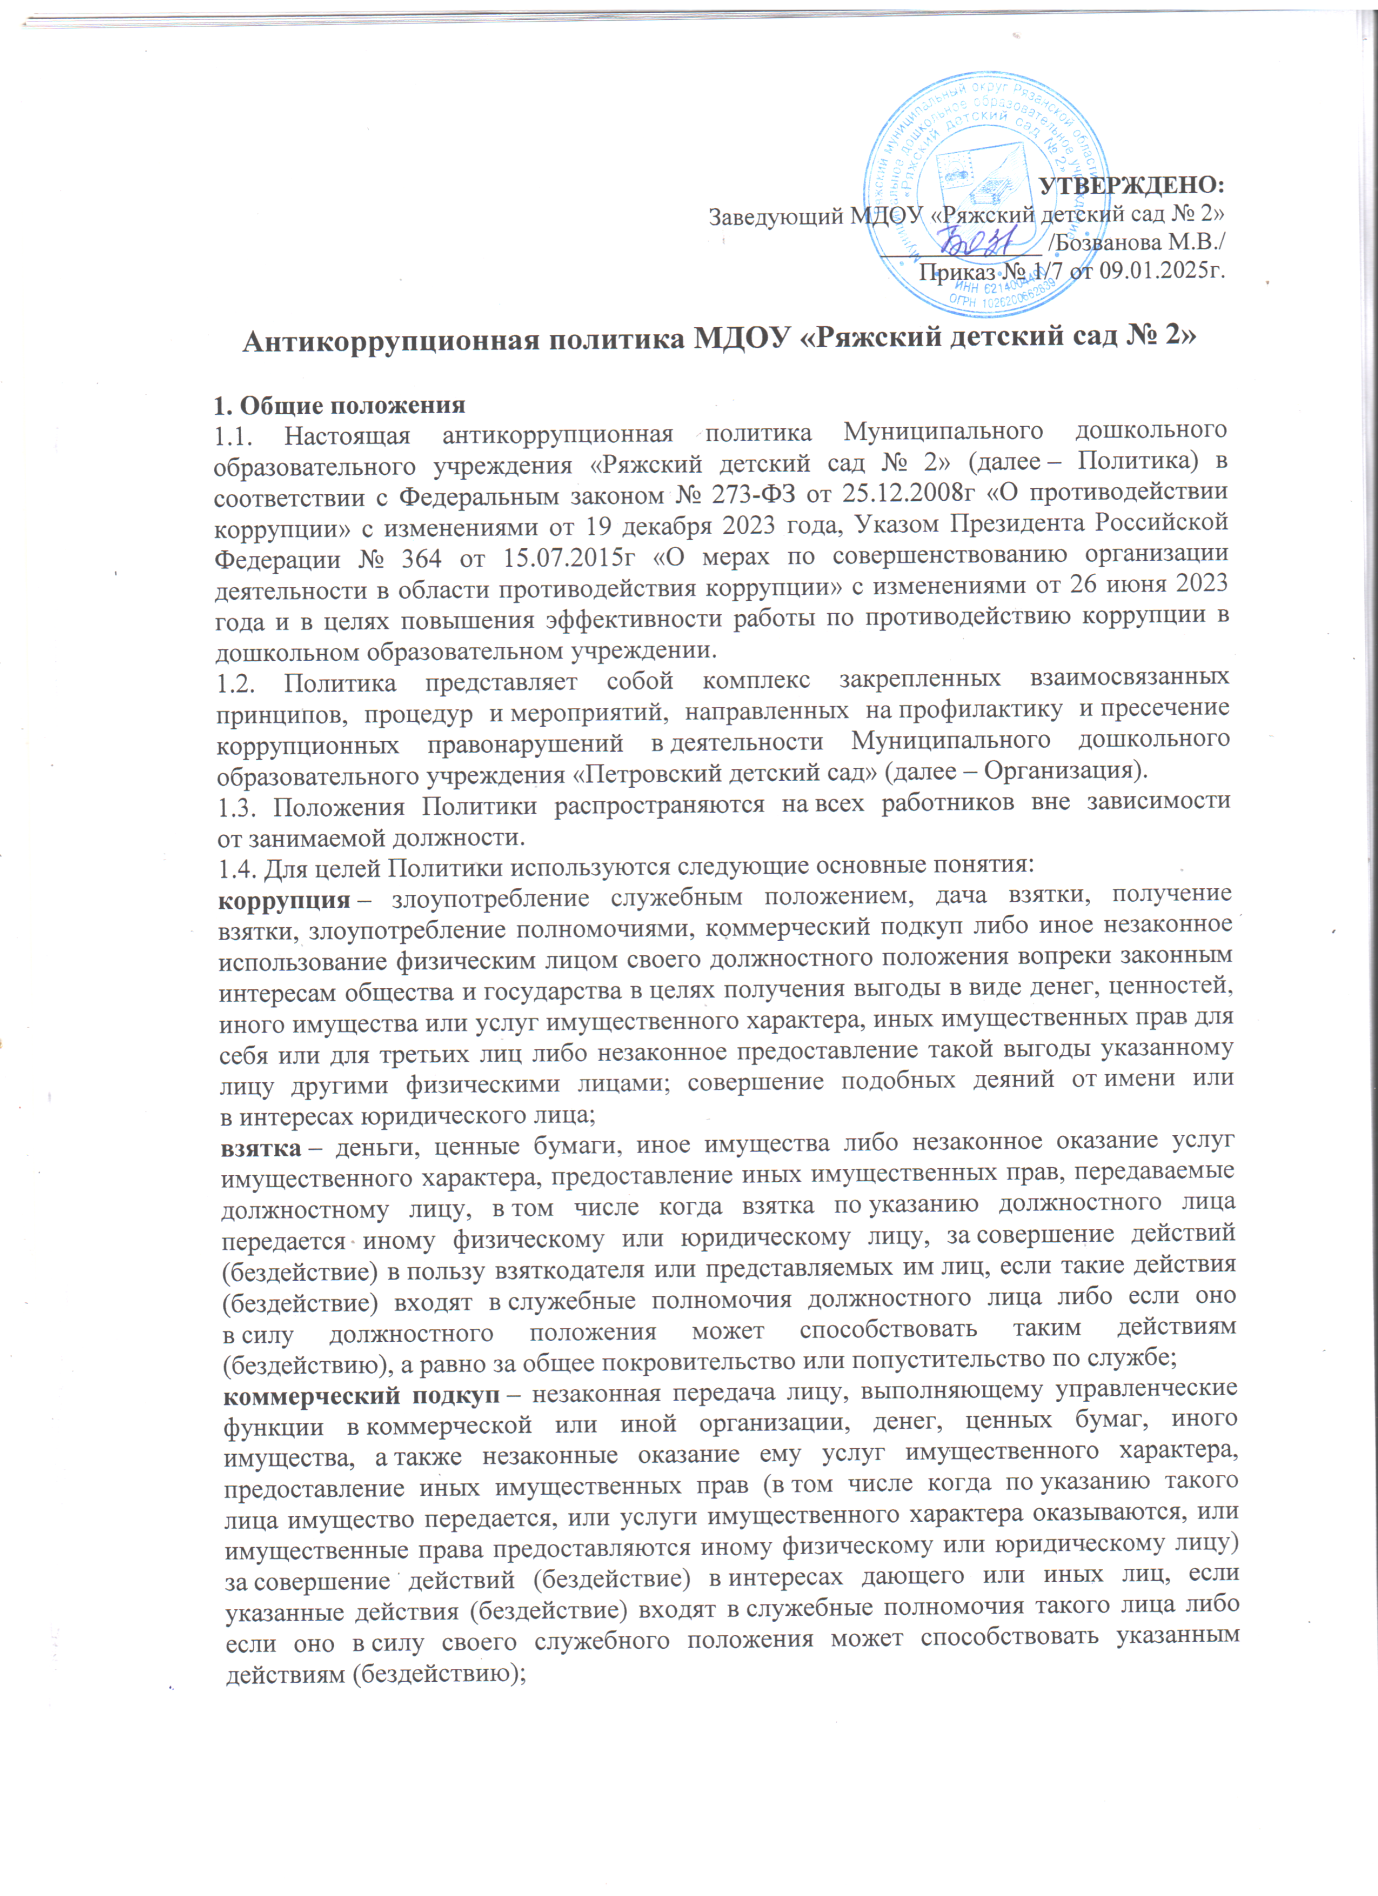 УТВЕРЖДЕНО:
Заведующий МДОУ «Ряжский детский сад № 2»
/Бозванова М.В./
Приказ № 1/7 от 09.01.2025г.
Ряжский муниципальный округ Рязанской области
Муниципальное дошкольное образовательное учреждение
«Ряжский детский сад № 2»
ИНН 6214004490
ОГРН 1026200662839
Антикоррупционная политика МДОУ «Ряжский детский сад № 2»
1. Общие положения
1.1. Настоящая антикоррупционная политика Муниципального дошкольного
образовательного учреждения «Ряжский детский сад № 2» (далее – Политика) в
соответствии с Федеральным законом № 273-ФЗ от 25.12.2008г «О противодействии
коррупции» с изменениями от 19 декабря 2023 года, Указом Президента Российской
Федерации № 364 от 15.07.2015г «О мерах по совершенствованию организации
деятельности в области противодействия коррупции» с изменениями от 26 июня 2023
года и в целях повышения эффективности работы по противодействию коррупции в
дошкольном образовательном учреждении.
1.2. Политика представляет собой комплекс закрепленных взаимосвязанных
принципов, процедур и мероприятий, направленных на профилактику и пресечение
коррупционных правонарушений в деятельности Муниципального дошкольного
образовательного учреждения «Петровский детский сад» (далее – Организация).
1.3. Положения Политики распространяются на всех работников вне зависимости
от занимаемой должности.
1.4. Для целей Политики используются следующие основные понятия:
коррупция – злоупотребление служебным положением, дача взятки, получение
взятки, злоупотребление полномочиями, коммерческий подкуп либо иное незаконное
использование физическим лицом своего должностного положения вопреки законным
интересам общества и государства в целях получения выгоды в виде денег, ценностей,
иного имущества или услуг имущественного характера, иных имущественных прав для
себя или для третьих лиц либо незаконное предоставление такой выгоды указанному
лицу другими физическими лицами; совершение подобных деяний от имени или
в интересах юридического лица;
взятка – деньги, ценные бумаги, иное имущества либо незаконное оказание услуг
имущественного характера, предоставление иных имущественных прав, передаваемые
должностному лицу, в том числе когда взятка по указанию должностного лица
передается иному физическому или юридическому лицу, за совершение действий
(бездействие) в пользу взяткодателя или представляемых им лиц, если такие действия
(бездействие) входят в служебные полномочия должностного лица либо если оно
в силу должностного положения может способствовать таким действиям
(бездействию), а равно за общее покровительство или попустительство по службе;
коммерческий подкуп – незаконная передача лицу, выполняющему управленческие
функции в коммерческой или иной организации, денег, ценных бумаг, иного
имущества, а также незаконные оказание ему услуг имущественного характера,
предоставление иных имущественных прав (в том числе когда по указанию такого
лица имущество передается, или услуги имущественного характера оказываются, или
имущественные права предоставляются иному физическому или юридическому лицу)
за совершение действий (бездействие) в интересах дающего или иных лиц, если
указанные действия (бездействие) входят в служебные полномочия такого лица либо
если оно в силу своего служебного положения может способствовать указанным
действиям (бездействию);